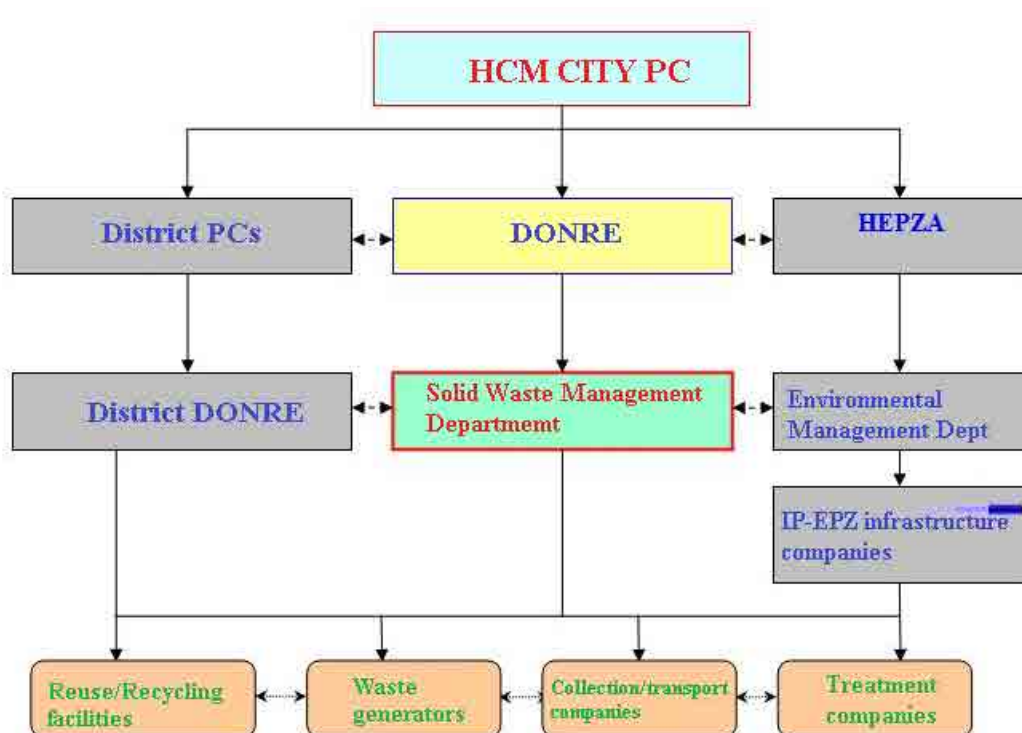 HCM CITY PC
District PCs
DONRE
HEPZA
District DONRE
Solid Waste Management
Departmemt
Environmental
Management Dept
IP-EPZ infrastructure
companies
Reuse/Recycling
facilities
Waste
generators
Collection/transport
companies
Treatment
companies